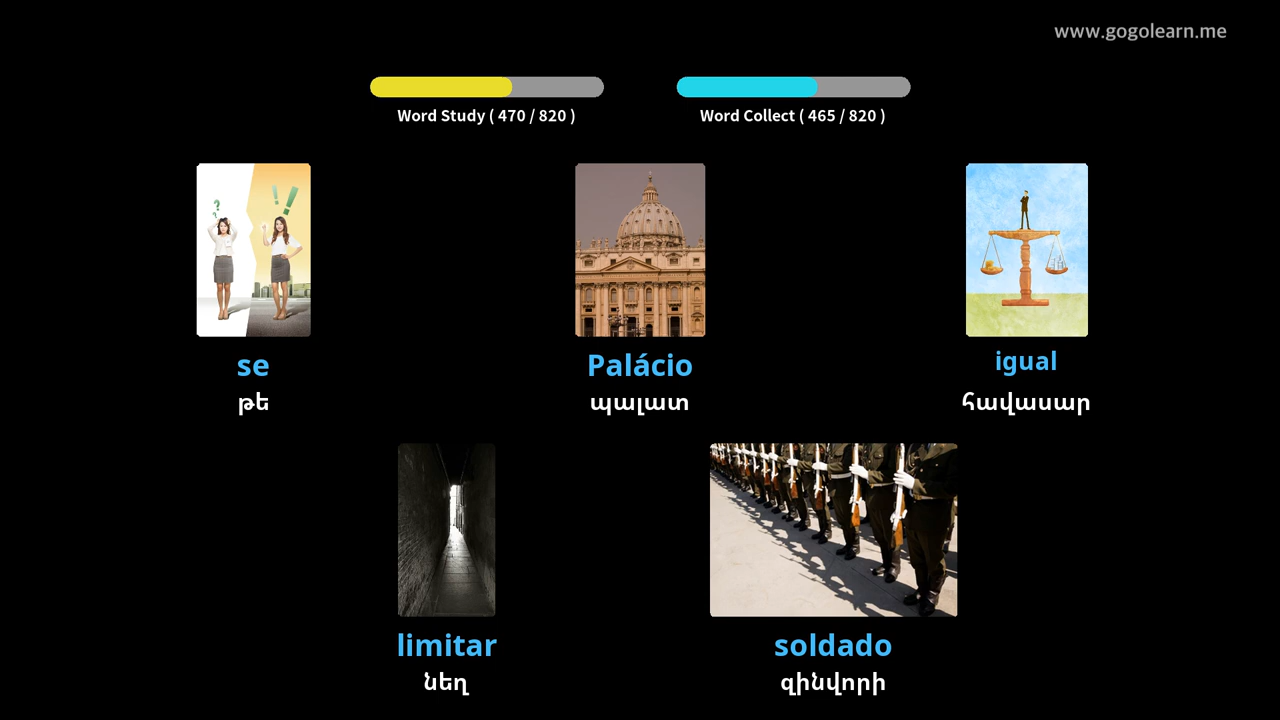 www.gogolearn.me
Word Study ( 470 / 820 )
Word Collect ( 465 / 820 )
se
թե
Palácio
պալատ
igual
հավասար
limitar
նեղ
soldado
զինվորի